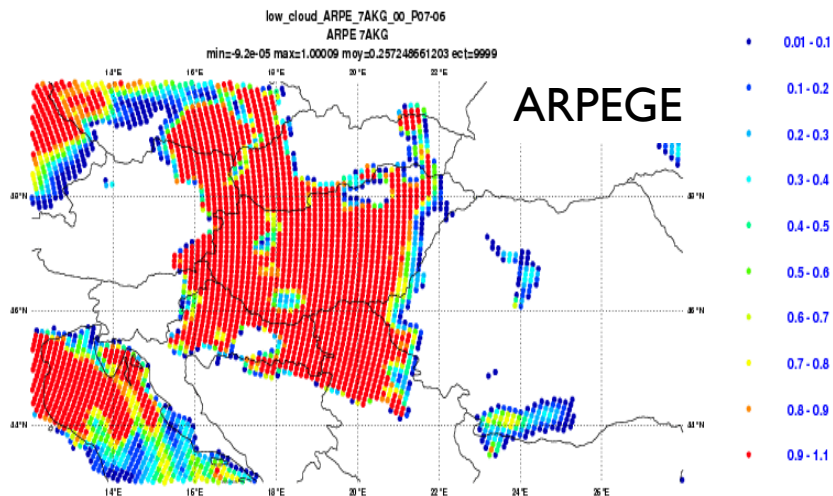 low_cloud_ARPE_7AKG_00_P07-06
ARPE 7AKG
min=-9.2e-05 max=1.00009 moy=0.257248661203 ect=9999
14°E 16°E 18°E 20°E 22°E
ARPEGE
48°N 48°N
46°N 46°N
44°N 44°N
14°E 16°E 18°E 20°E 22°E 24°E 26°E
0.01 - 0.1
0.1 - 0.2
0.2 - 0.3
0.3 - 0.4
0.4 - 0.5
0.5 - 0.6
0.6 - 0.7
0.7 - 0.8
0.8 - 0.9
0.9 - 1.1